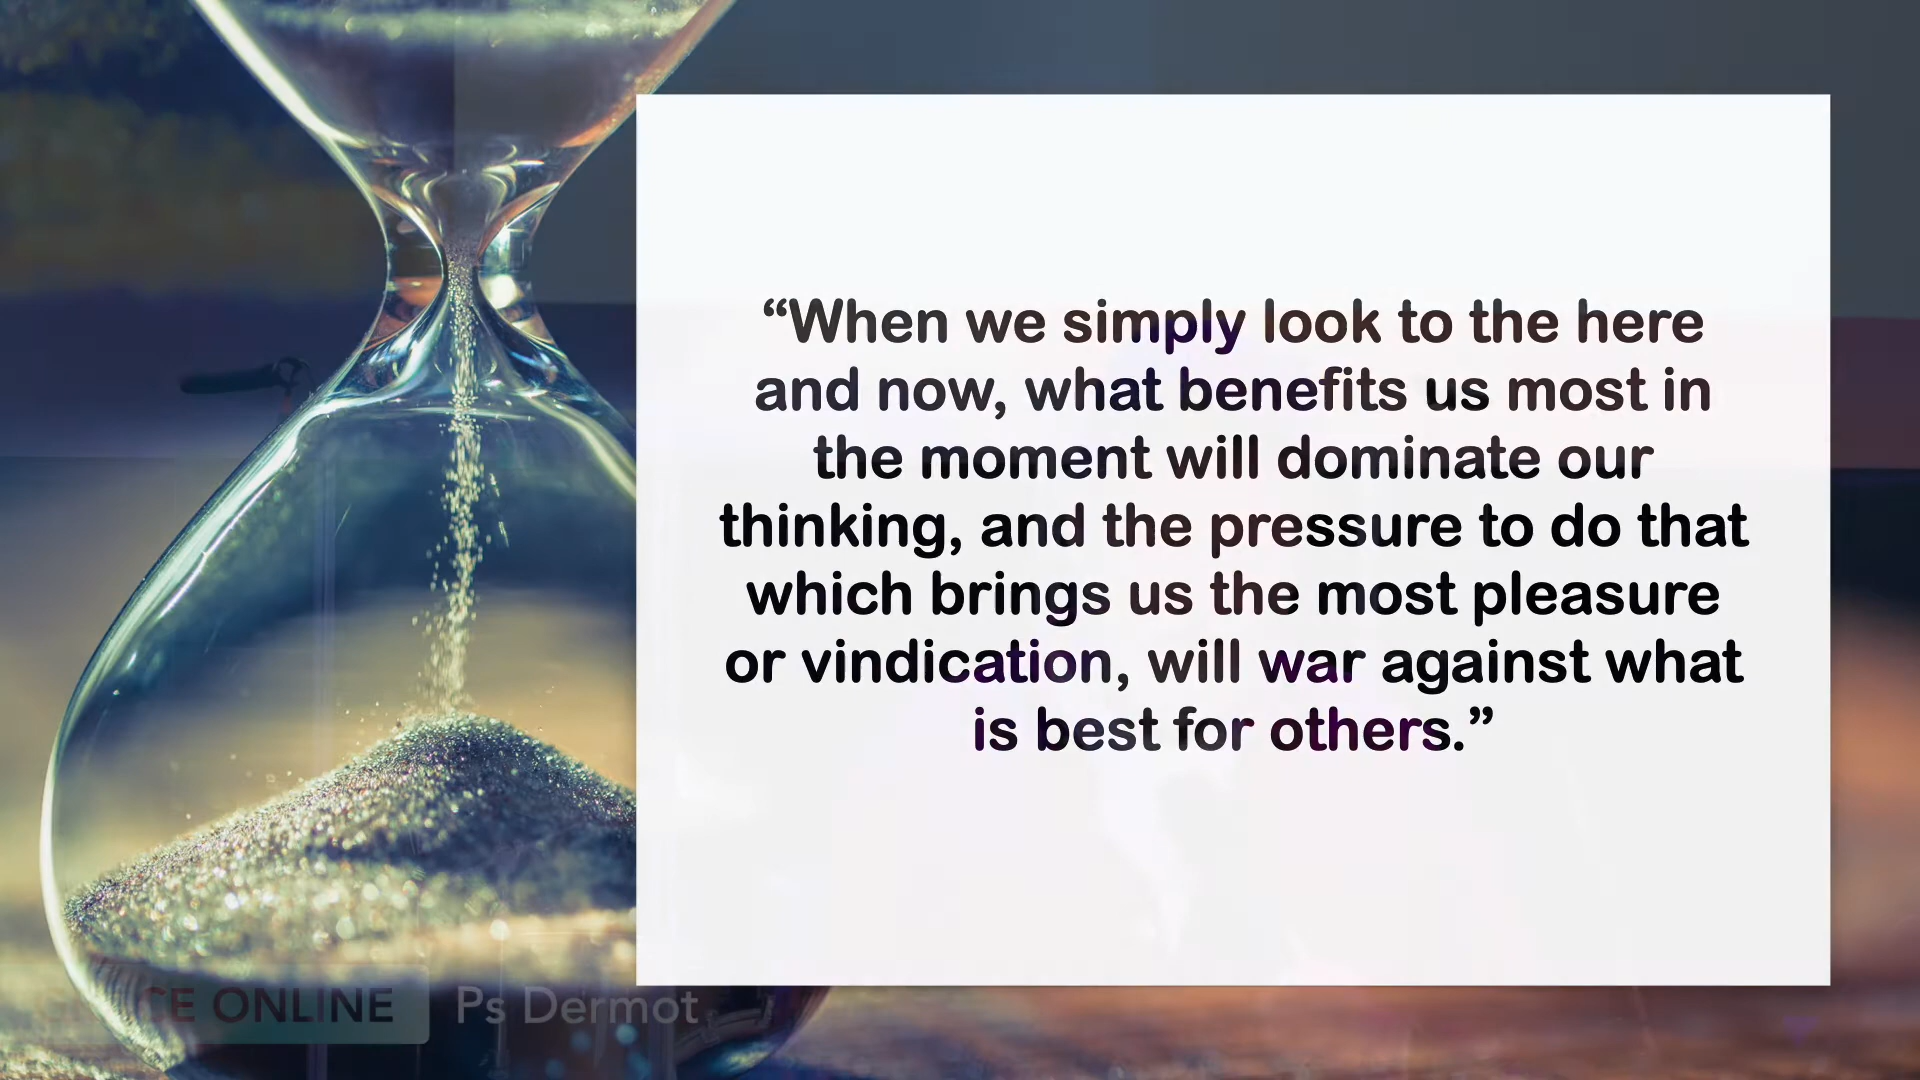 “When we simply look to the here
and now, what benefits us most in
the moment will dominate our
thinking, and the pressure to do that
which brings us the most pleasure
or vindication, will war against what
is best for others.”
ONLINE Ps Dermot